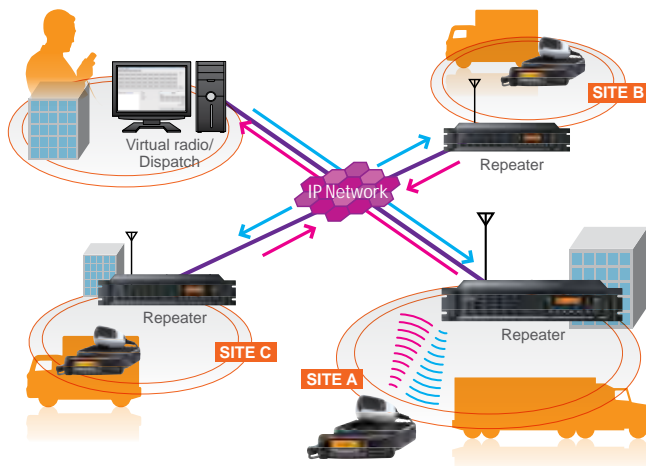 SITE B
Virtual radio/
Dispatch
Repeater
IP Network
Repeater
Repeater
SITE C
SITE A